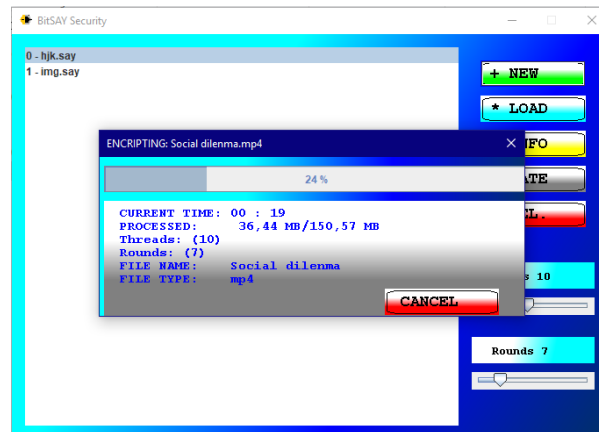 BitSAY Security
0 - hjk.say
1 - img.say
+ NEW
* LOAD
ENCRIPTING: Social dilenma.mp4
24 %
CURRENT TIME: 00 : 19
PROCESSED: 36,44 MB/150,57 MB
Threads: (10)
Rounds: (7)
FILE NAME: Social dilenma
FILE TYPE: mp4
CANCEL
10
Rounds 7